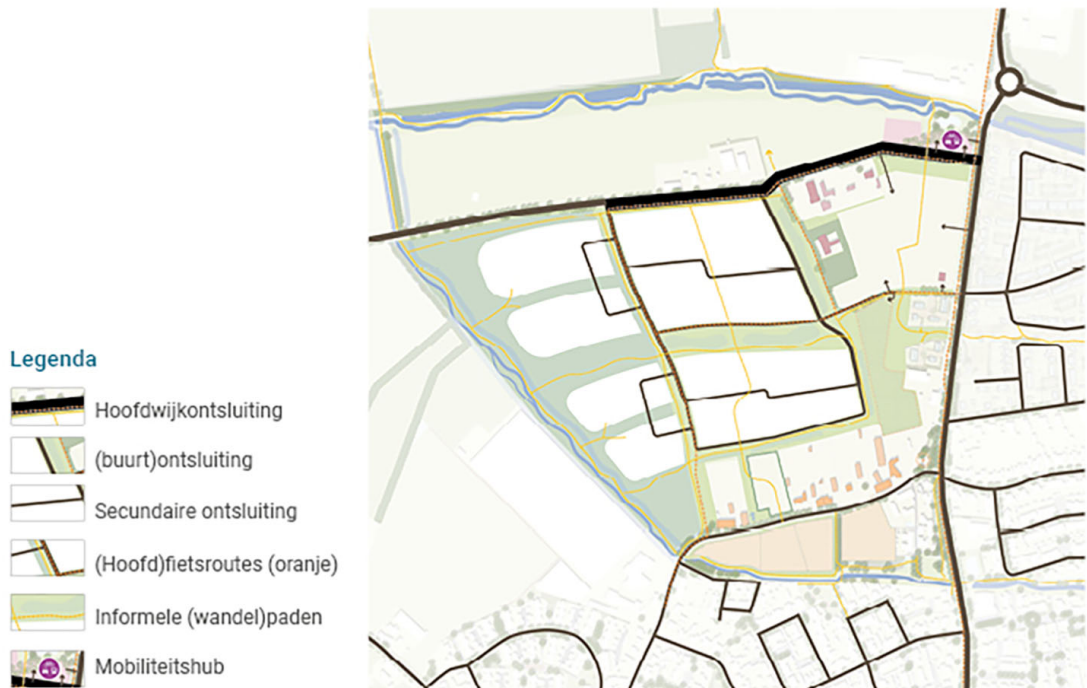 Legenda
Hoofdwijkontsluiting
(buurt)ontsluiting
Secundaire ontsluiting
(Hoofd)fietsroutes (oranje)
Informele (wandel)paden
Mobiliteitshub